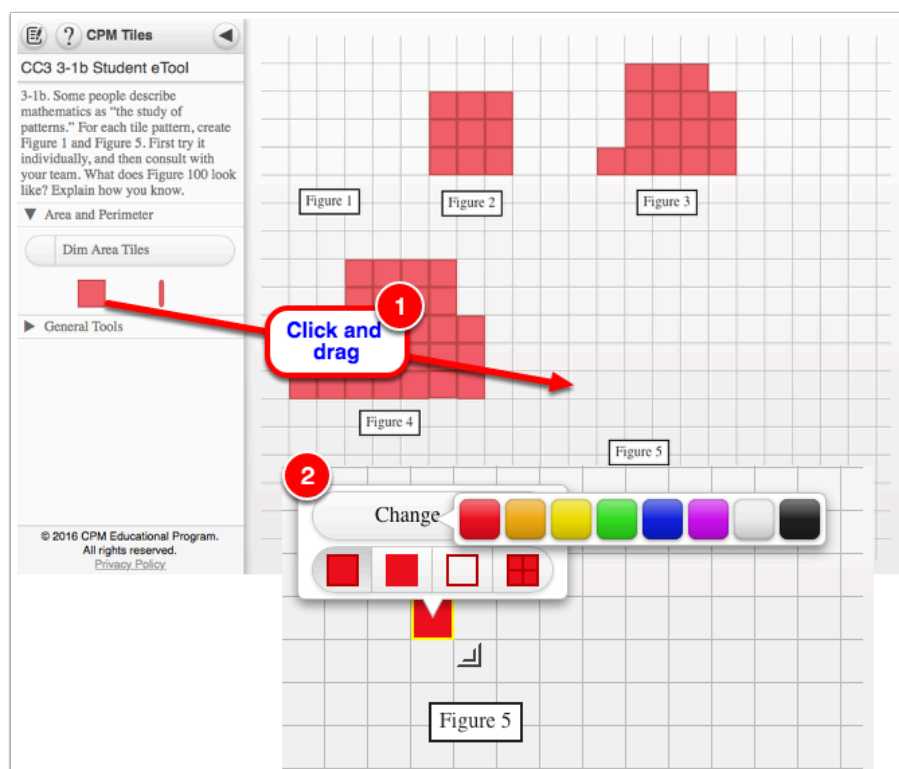 CPM Tiles
CC3 3-1b Student eTool
3-1b. Some people describe
mathematics as “the study of
patterns.” For each tile pattern, create
Figure 1 and Figure 5. First try it
individually, and then consult with
your team. What does Figure 100 look
like? Explain how you know.
Area and Perimeter
Dim Area Tiles
General Tools
© 2016 CPM Educational Program.
All rights reserved.
Privacy Policy
Figure 1
Figure 2
Figure 3
1
Click and
drag
Figure 4
Figure 5
2
Change
Figure 5